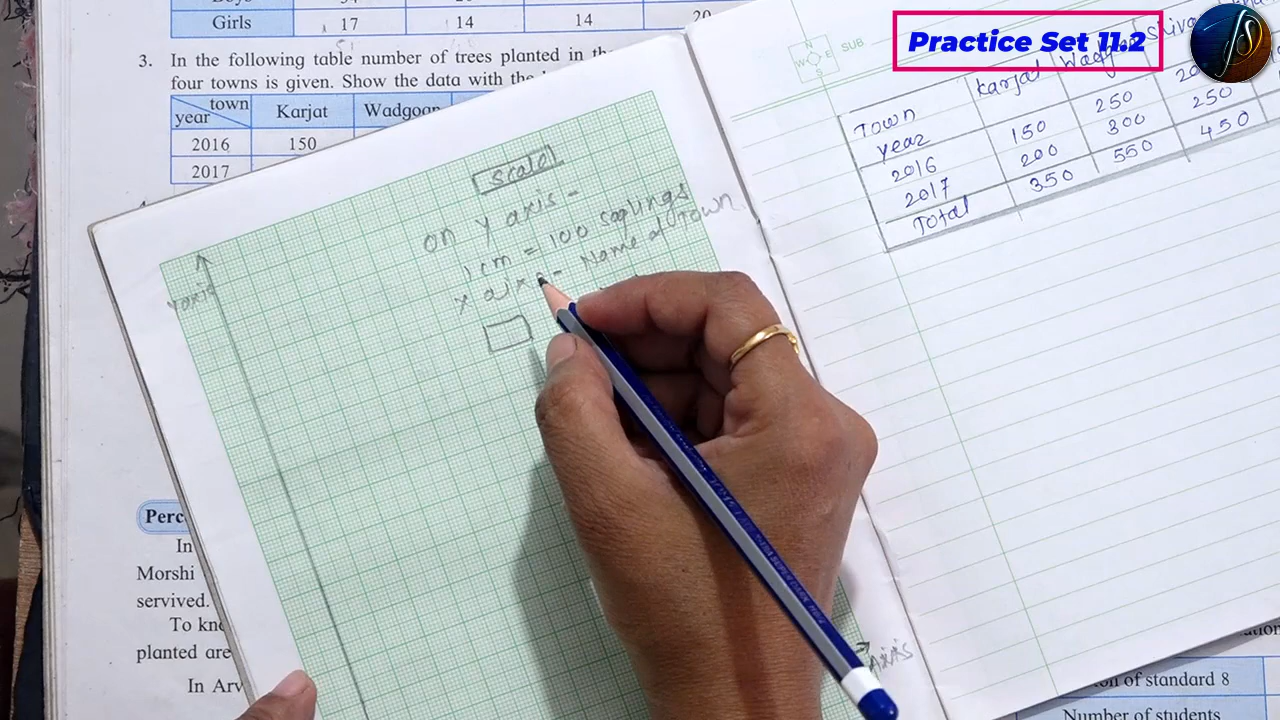 Practice Set 11.2
Girls 17 14 14 20
3. In the following table number of trees planted in the
four towns is given. Show the data with the
town
year
Karjat
2016 150
2017
Perc
In
Morshi
servived.
To kn
planted are
In Arv
scale
on Y axis -
1 cm = 100 saplings
Name of Town
Y axis
Axis
SUB
N
W E
S
Town Karjat
year
2016 150 250
2017 200 300 250
Total 350 550 450
of standard 8
Number of students